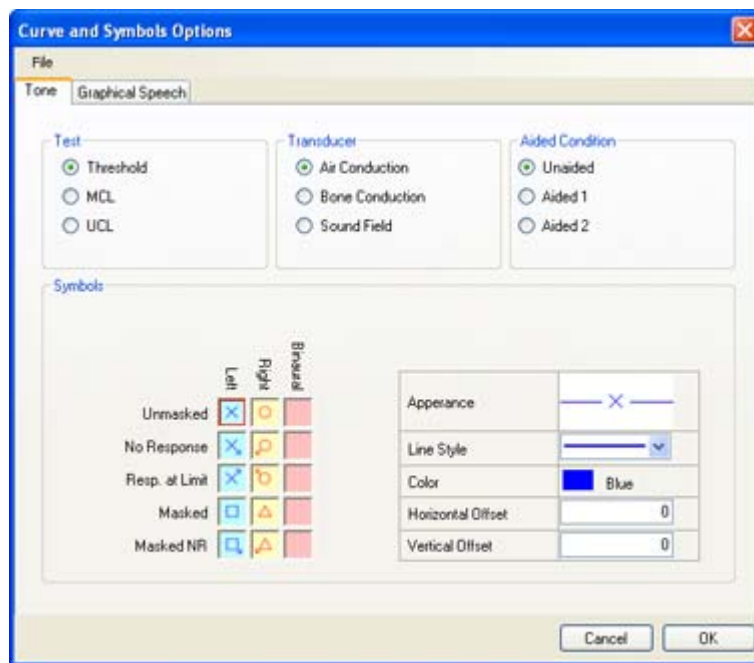 Curve and Symbols Options
File
Tone Graphical Speech
Test
Threshold
MCL
UCL
Transducer
Air Conduction
Bone Conduction
Sound Field
Aided Condition
Unaided
Aided 1
Aided 2
Symbols
Left Right Binaural
Unmasked
No Response
Resp. at Limit
Masked
Masked NR
Apperance
Line Style
Color Blue
Horizontal Offset 0
Vertical Offset 0
Cancel OK